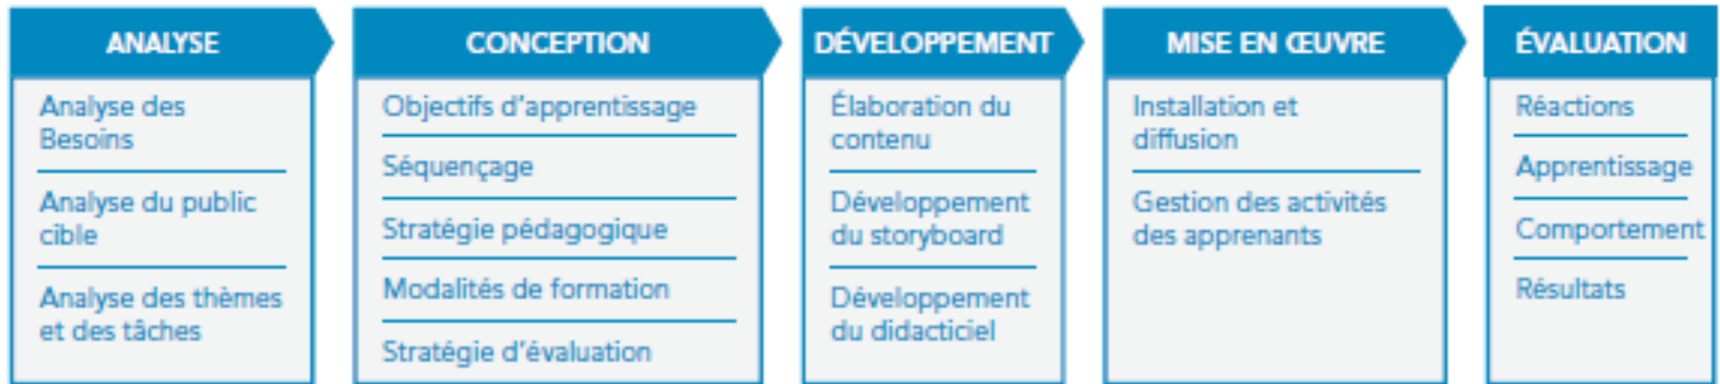 ANALYSE
Analyse des
Besoins
Analyse du public
cible
Analyse des thèmes
et des tâches
CONCEPTION
Objectifs d'apprentissage
Séquençage
Stratégie pédagogique
Modalités de formation
Stratégie d'évaluation
DÉVELOPPEMENT
Élaboration du
contenu
Développement
du storyboard
Développement
du didacticiel
MISE EN ŒUVRE
Installation et
diffusion
Gestion des activités
des apprenants
ÉVALUATION
Réactions
Apprentissage
Comportement
Résultats